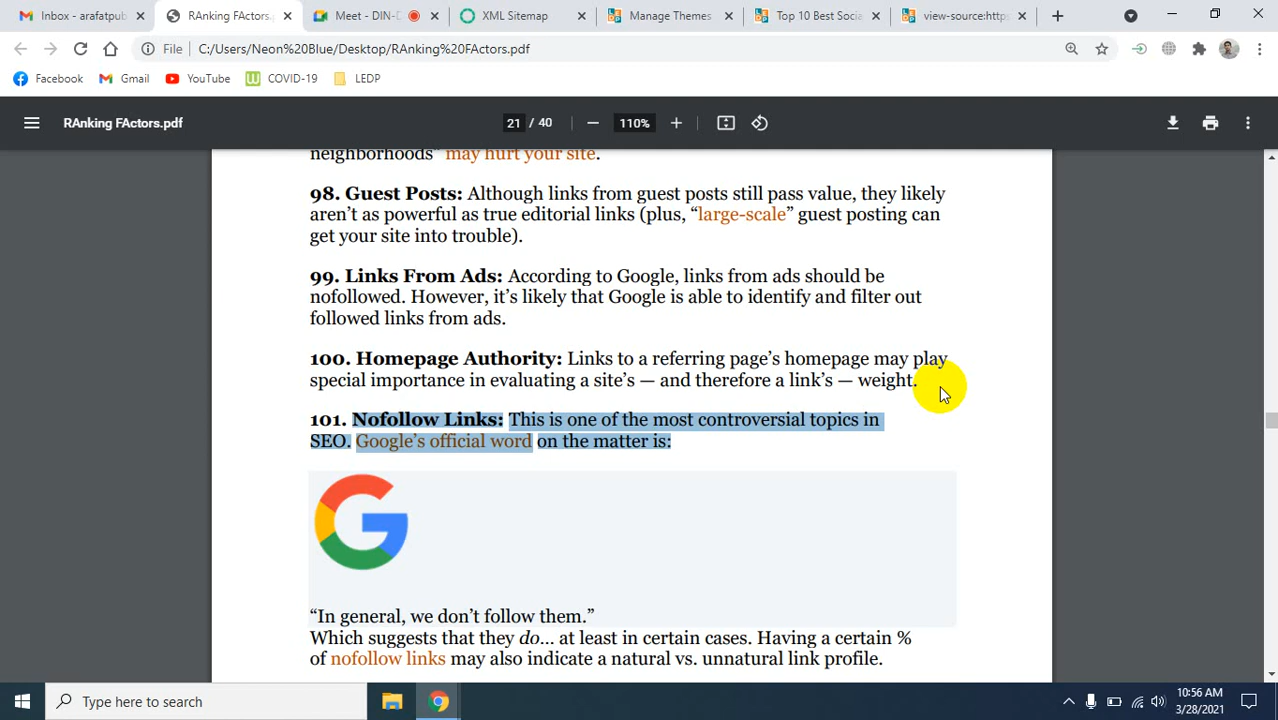 Inbox - arafatpub
RAnking FActors.
Meet - DIN-D
XML Sitemap
Manage Themes
Top 10 Best Socia
view-source:https
File
C:/Users/Neon%20Blue/Desktop/RAnking%20FActors.pdf
Facebook
Gmail
YouTube
COVID-19
LEDP
RAnking FActors.pdf
21 / 40
110%
neighborhoods” may hurt your site.
98. Guest Posts: Although links from guest posts still pass value, they likely
aren’t as powerful as true editorial links (plus, “large-scale” guest posting can
get your site into trouble).
99. Links From Ads: According to Google, links from ads should be
nofollowed. However, it’s likely that Google is able to identify and filter out
followed links from ads.
100. Homepage Authority: Links to a referring page’s homepage may play
special importance in evaluating a site’s — and therefore a link’s — weight.
101. Nofollow Links: This is one of the most controversial topics in
SEO. Google’s official word on the matter is:
“In general, we don’t follow them.”
Which suggests that they do… at least in certain cases. Having a certain %
of nofollow links may also indicate a natural vs. unnatural link profile.
Type here to search
10:56 AM
3/28/2021